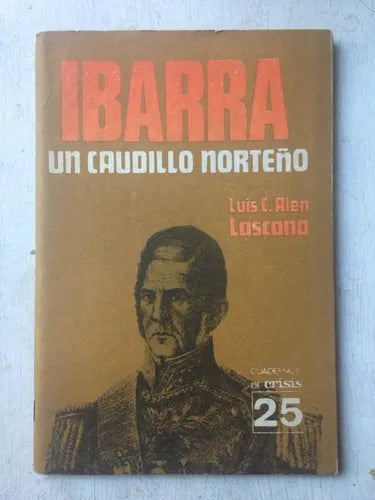 IBARRA
UN CAUDILLO NORTEÑO
Luis C. Alen
Lascano
CUADERNOS
DE crisis
25